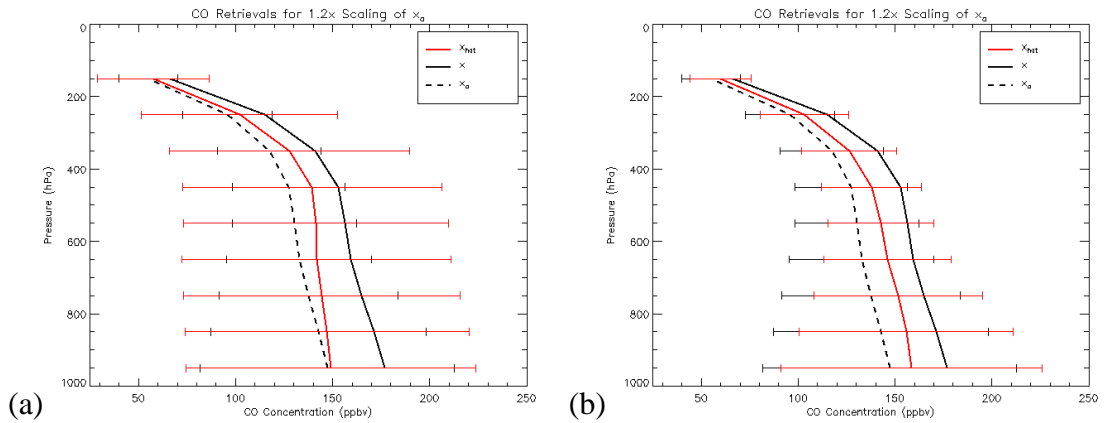 (a)
CO Retrievals for 1.2x Scaling of xₐ
x_hat
x
xₐ
Pressure (hPa)
0
200
400
600
800
1000
50
100
150
200
250
CO Concentration (ppbv)
(b)
CO Retrievals for 1.2x Scaling of xₐ
x_hat
x
xₐ
Pressure (hPa)
0
200
400
600
800
1000
50
100
150
200
250
CO Concentration (ppbv)